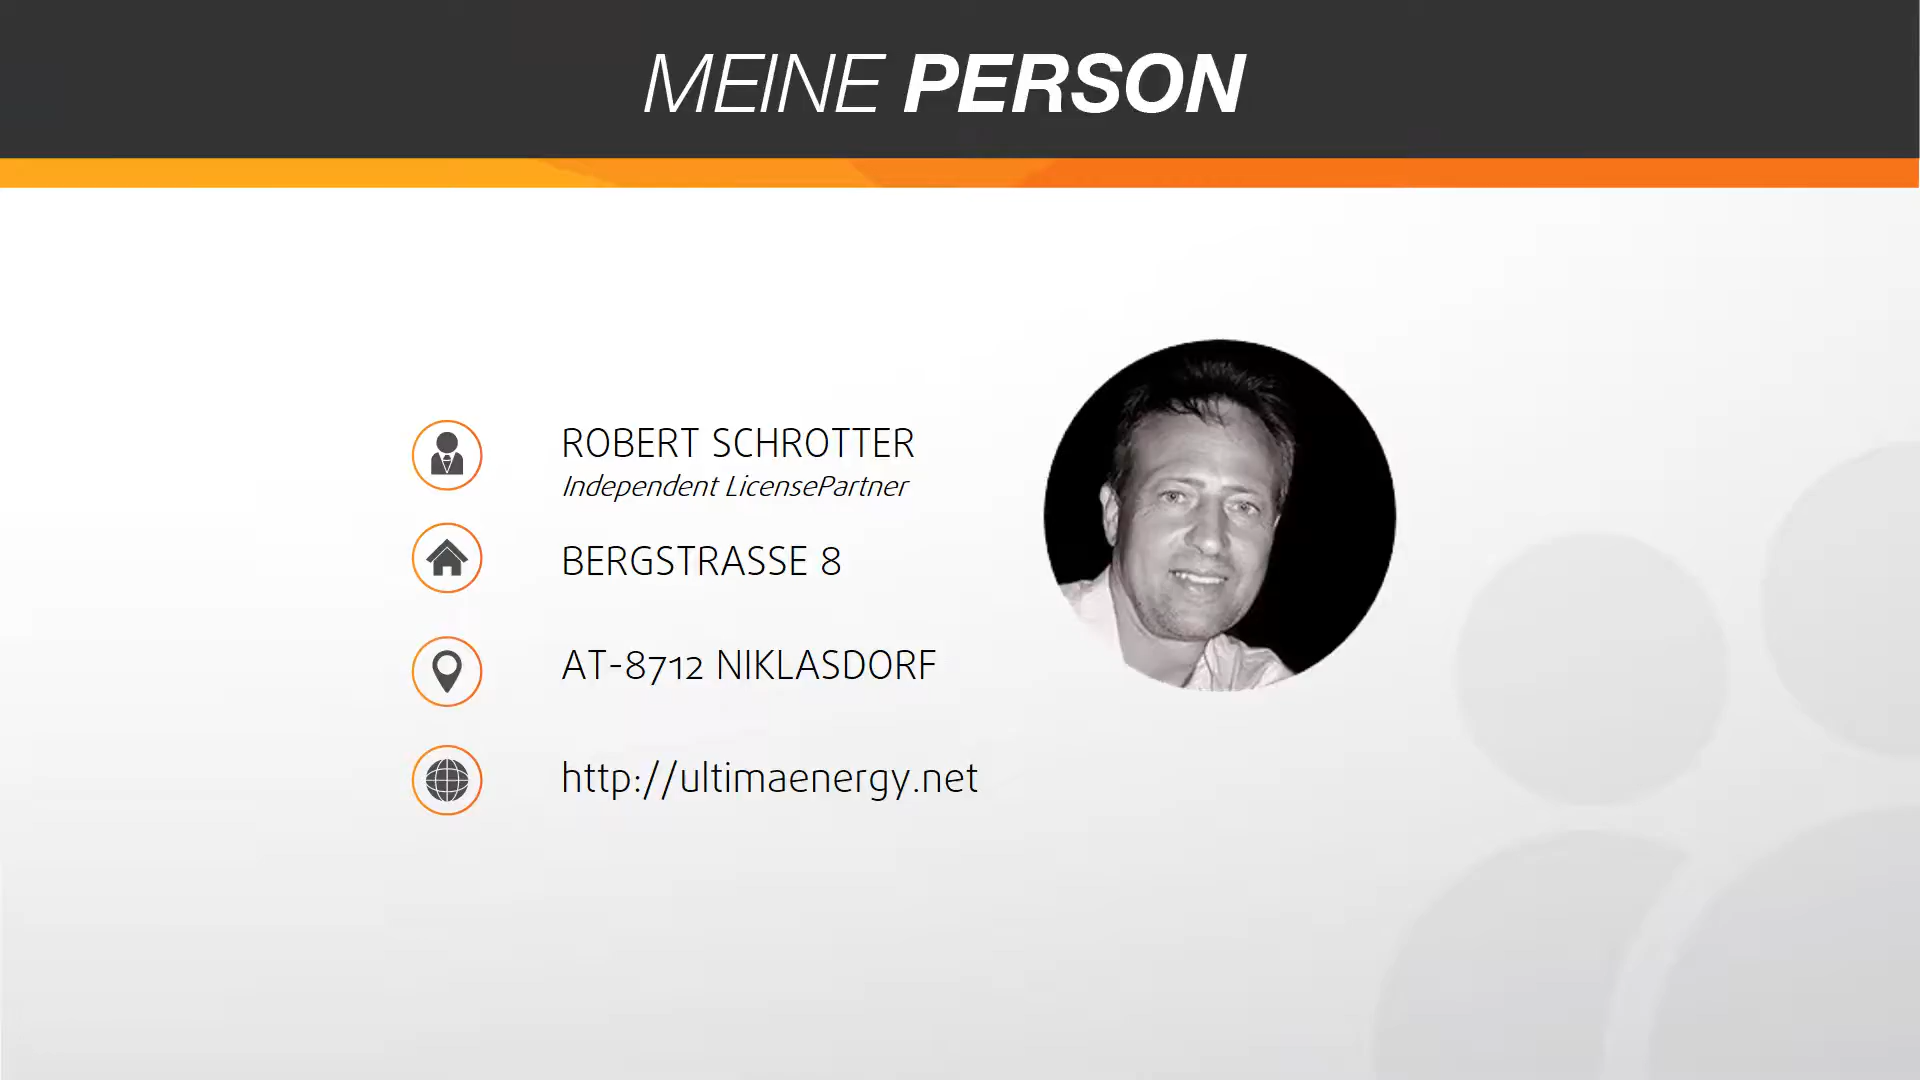 MEINE PERSON
ROBERT SCHROTTER
Independent LicensePartner
BERGSTRASSE 8
AT-8712 NIKLASDORF
http://ultimaenergy.net